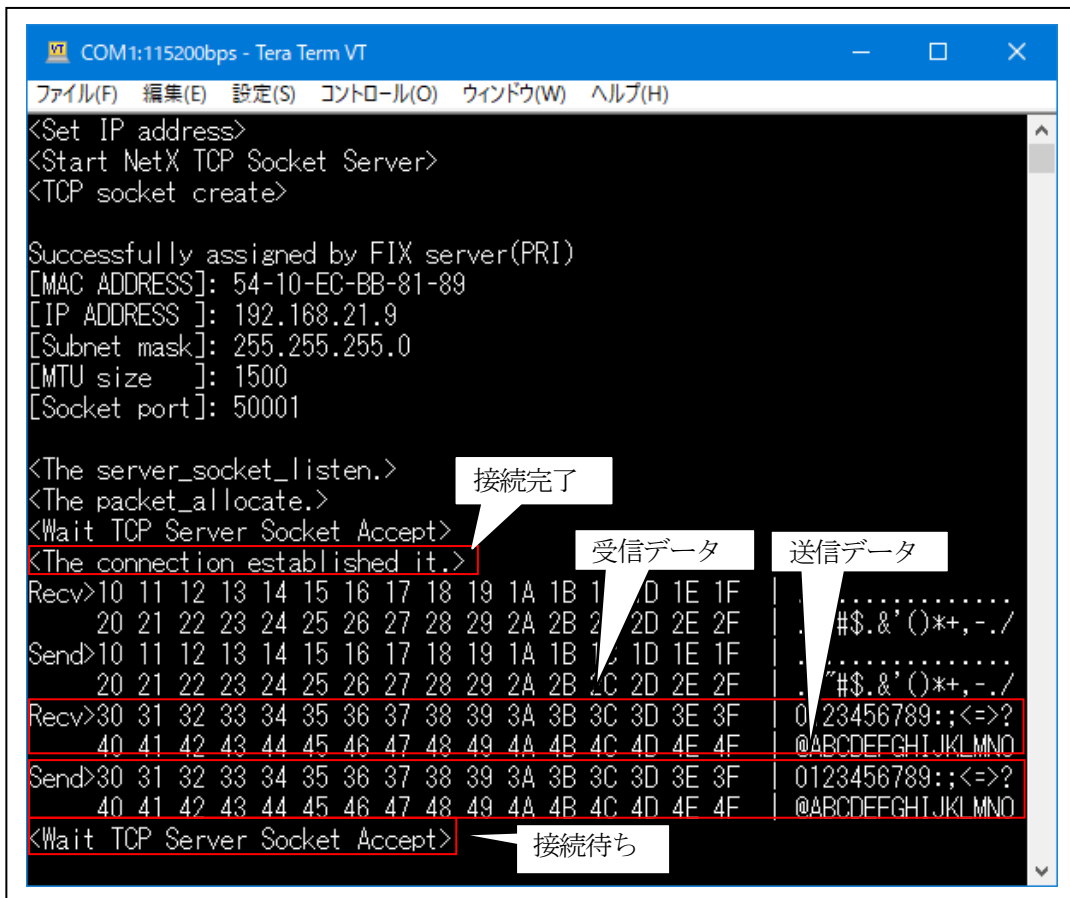 COM1:115200bps - Tera Term VT
ファイル(F) 編集(E) 設定(S) コントロール(O) ウィンドウ(W) ヘルプ(H)
<Set IP address>
<Start NetX TCP Socket Server>
<TCP socket create>
Successfully assigned by FIX server(PRI)
[MAC ADDRESS]: 54-10-EC-BB-81-89
[IP ADDRESS ]: 192.168.21.9
[Subnet mask]: 255.255.255.0
[MTU size   ]: 1500
[Socket port]: 50001
<The server_socket_listen.>
接続完了
<The packet_allocate.>
<Wait TCP Server Socket Accept>
受信データ 送信データ
<The connection established it.>
Recv>10 11 12 13 14 15 16 17 18 19 1A 1B 1 D 1E 1F | . ..............
20 21 22 23 24 25 26 27 28 29 2A 2B 2 2D 2E 2F | . #$.&'()*+,-./
Send>10 11 12 13 14 15 16 17 18 19 1A 1B 1C 1D 1E 1F | . ..............
20 21 22 23 24 25 26 27 28 29 2A 2B 2C 2D 2E 2F | . "#$.&'()*+,-./
Recv>30 31 32 33 34 35 36 37 38 39 3A 3B 3C 3D 3E 3F | 0123456789:;<=>?
40 41 42 43 44 45 46 47 48 49 4A 4B 4C 4D 4E 4F | @ABCDEFGHIJKLMNO
Send>30 31 32 33 34 35 36 37 38 39 3A 3B 3C 3D 3E 3F | 0123456789:;<=>?
40 41 42 43 44 45 46 47 48 49 4A 4B 4C 4D 4E 4F | @ABCDEFGHIJKLMNO
<Wait TCP Server Socket Accept>
接続待ち